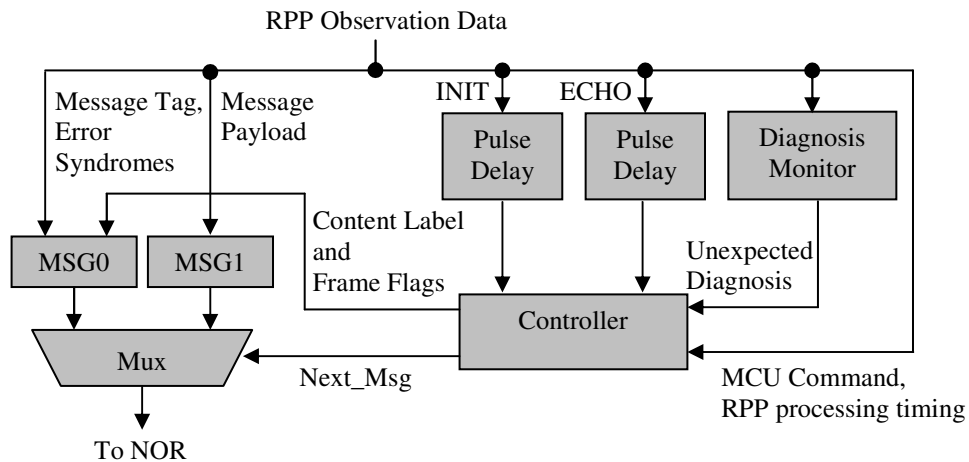 RPP Observation Data
Message Tag,
Error
Syndromes
Message
Payload
INIT
ECHO
Pulse
Delay
Pulse
Delay
Diagnosis
Monitor
MSG0
MSG1
Content Label
and
Frame Flags
Unexpected
Diagnosis
Controller
Mux
Next_Msg
MCU Command,
RPP processing timing
To NOR